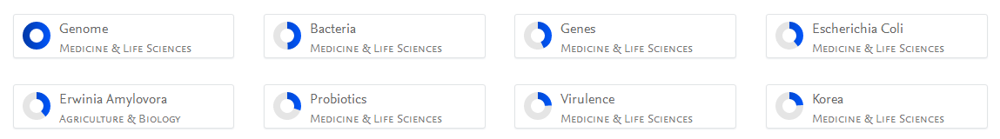 Genome
Medicine & Life Sciences
Bacteria
Medicine & Life Sciences
Genes
Medicine & Life Sciences
Escherichia Coli
Medicine & Life Sciences
Erwinia Amylovora
Agriculture & Biology
Probiotics
Medicine & Life Sciences
Virulence
Medicine & Life Sciences
Korea
Medicine & Life Sciences